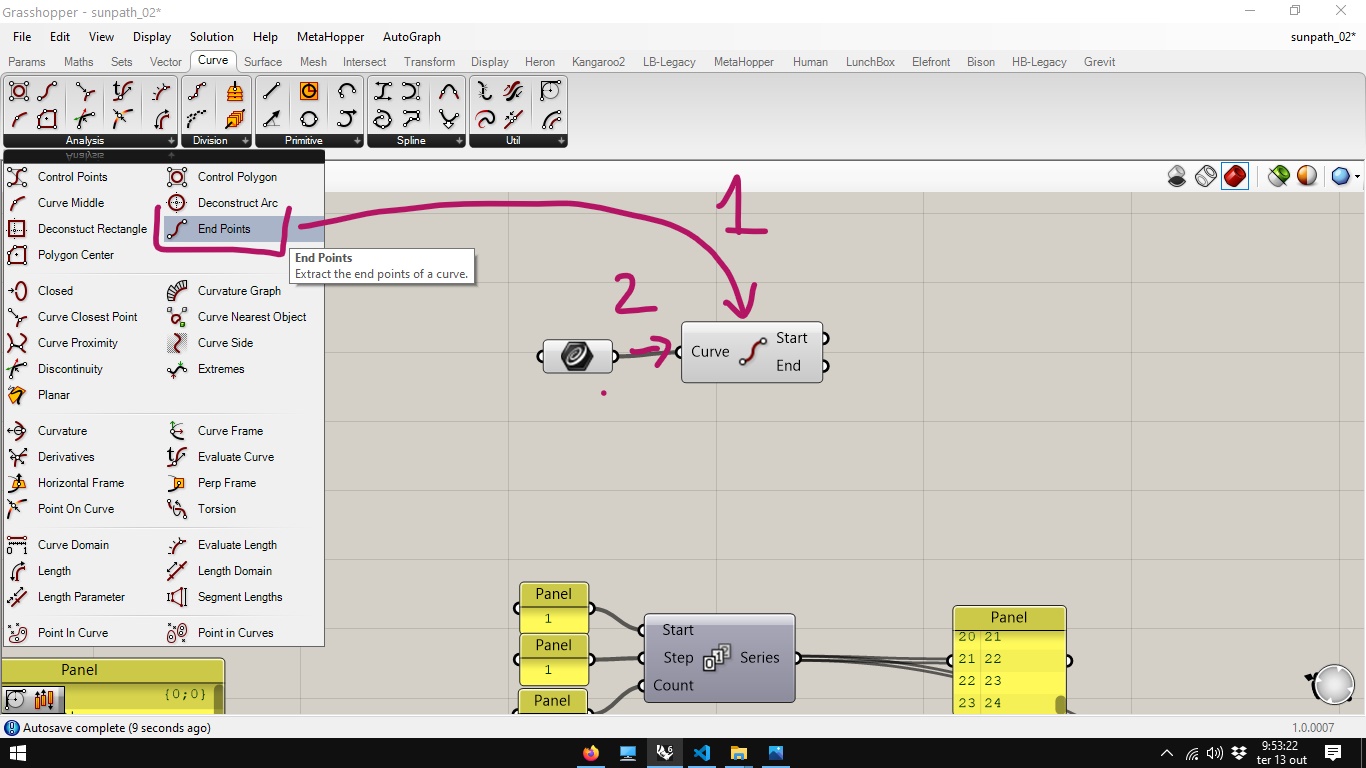 Grasshopper - sunpath_02*
File Edit View Display Solution Help MetaHopper AutoGraph sunpath_02*
Params Maths Sets Vector Curve Surface Mesh Intersect Transform Display Heron Kangaroo2 LB-Legacy MetaHopper Human LunchBox Elefront Bison HB-Legacy Grevit
Analysis Division Primitive Spline Util
Analysis
Control Points Control Polygon
Curve Middle Deconstruct Arc
Deconstuct Rectangle End Points
Polygon Center
End Points
Extract the end points of a curve.
Closed Curvature Graph
Curve Closest Point Curve Nearest Object
Curve Proximity Curve Side
Discontinuity Extremes
Planar
Curvature Curve Frame
Derivatives Evaluate Curve
Horizontal Frame Perp Frame
Point On Curve Torsion
Curve Domain Evaluate Length
Length Length Domain
Length Parameter Segment Lengths
Point In Curve Point in Curves
1
2
Curve Start
End
Panel
1
Panel
1
Panel
Start
Step Series
Count
Panel
20 21
21 22
22 23
23 24
Panel
{0;0}
Autosave complete (9 seconds ago) 1.0.0007
9:53:22
ter 13 out